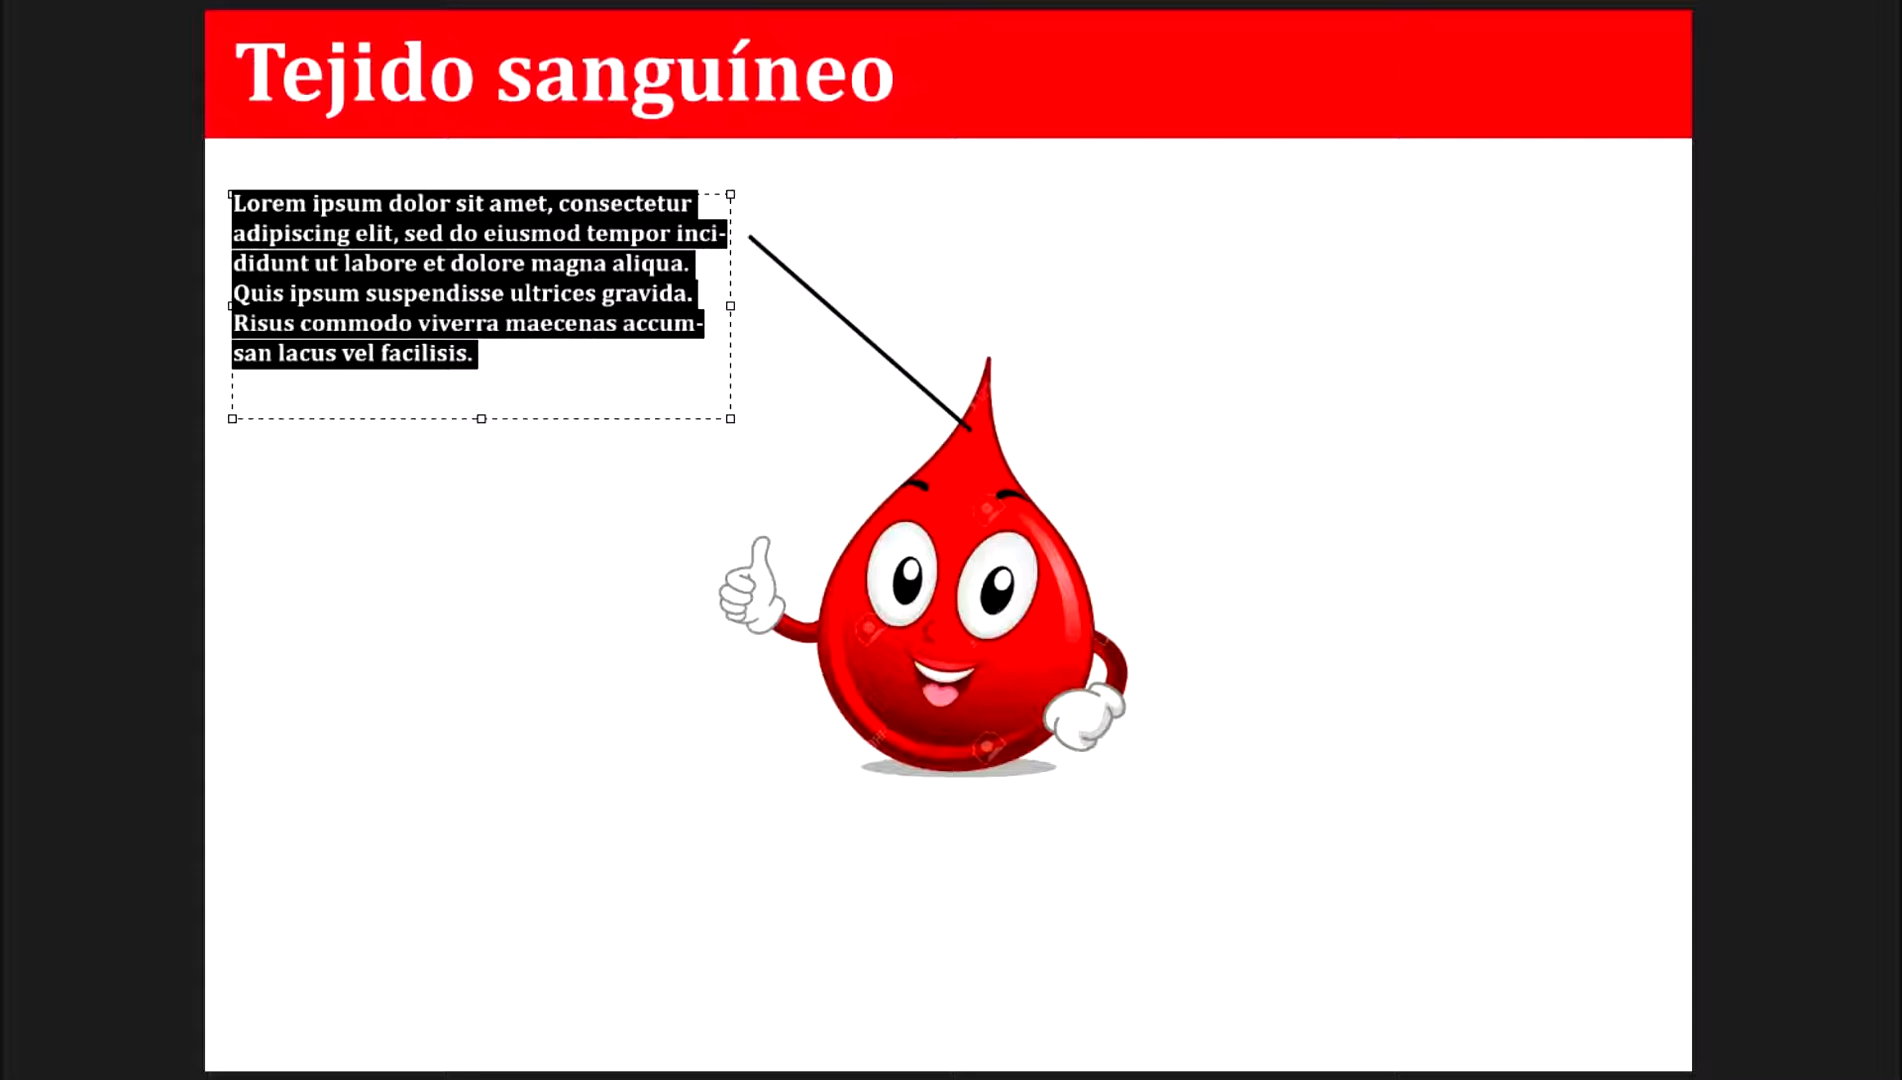 Tejido sanguíneo
Lorem ipsum dolor sit amet, consectetur
adipiscing elit, sed do eiusmod tempor inci-
didunt ut labore et dolore magna aliqua.
Quis ipsum suspendisse ultrices gravida.
Risus commodo viverra maecenas accum-
san lacus vel facilisis.